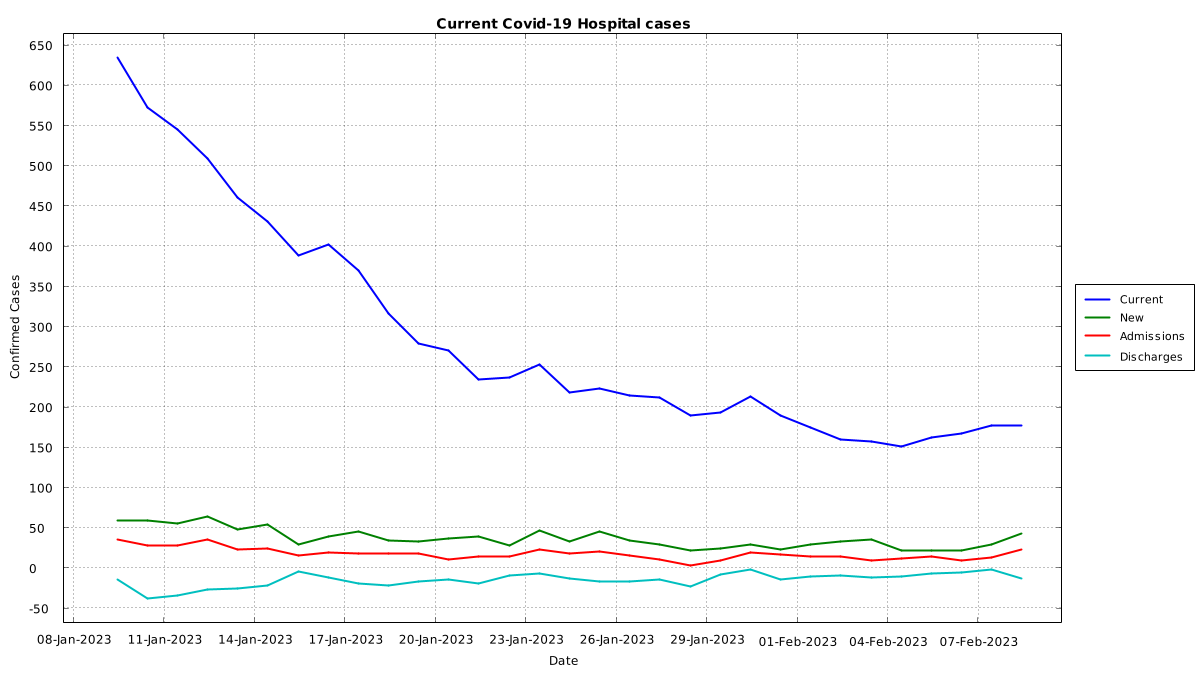 Current Covid-19 Hospital cases
650
600
550
500
450
400
350
300
250
200
150
100
50
0
-50
Confirmed Cases
08-Jan-2023 11-Jan-2023 14-Jan-2023 17-Jan-2023 20-Jan-2023 23-Jan-2023 26-Jan-2023 29-Jan-2023 01-Feb-2023 04-Feb-2023 07-Feb-2023
Date
Current
New
Admissions
Discharges